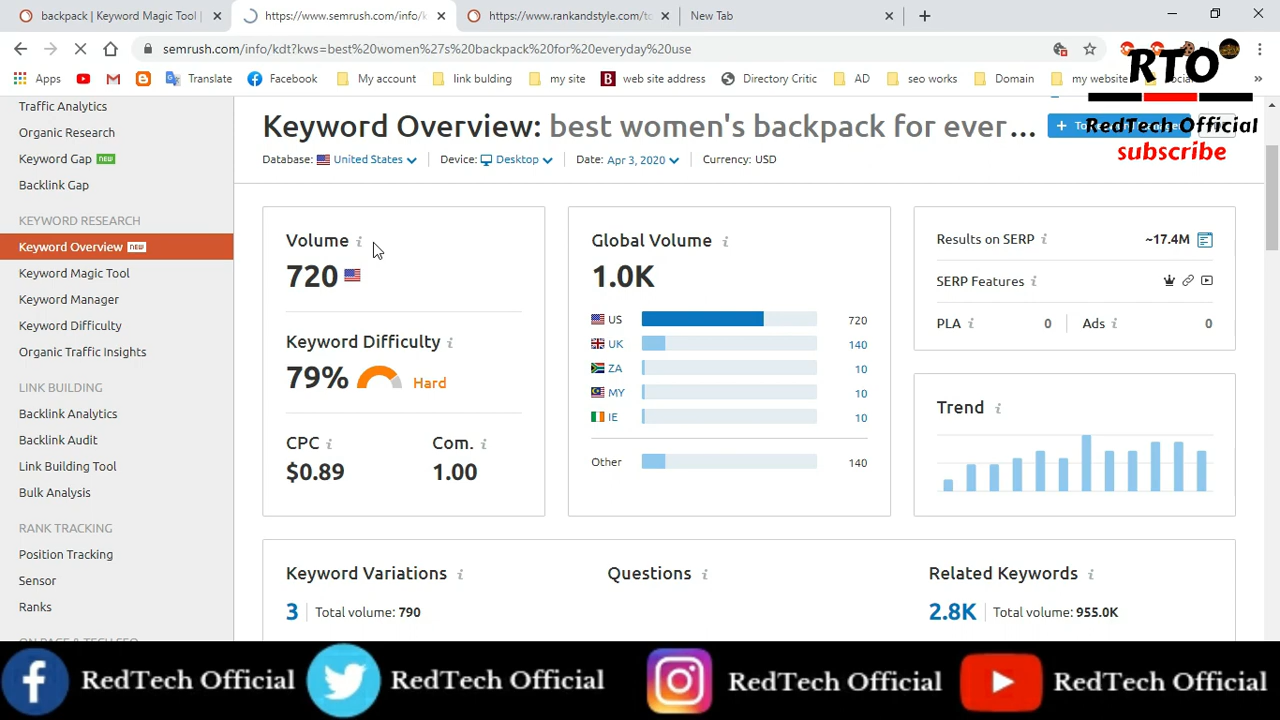 backpack | Keyword Magic Tool |
https://www.semrush.com/info/k
https://www.rankandstyle.com/to
New Tab
semrush.com/info/kdt?kws=best%20women%27s%20backpack%20for%20everyday%20use
Apps
Translate
Facebook
My account
link bulding
my site
web site address
Directory Critic
AD
seo works
Domain
my website
RTO
RedTech Official
subscribe
Traffic Analytics
Organic Research
Keyword Gap new
Backlink Gap
KEYWORD RESEARCH
Keyword Overview new
Keyword Magic Tool
Keyword Manager
Keyword Difficulty
Organic Traffic Insights
LINK BUILDING
Backlink Analytics
Backlink Audit
Link Building Tool
Bulk Analysis
RANK TRACKING
Position Tracking
Sensor
Ranks
ON PAGE & TECH SEO
Keyword Overview: best women's backpack for ever...
Database: United States Device: Desktop Date: Apr 3, 2020 Currency: USD
Volume
720
Keyword Difficulty
79% Hard
CPC Com.
$0.89 1.00
Global Volume
1.0K
US 720
UK 140
ZA 10
MY 10
IE 10
Other 140
Results on SERP ~17.4M
SERP Features
PLA 0 Ads 0
Trend
Keyword Variations
3 Total volume: 790
Questions
Related Keywords
2.8K Total volume: 955.0K
RedTech Official
RedTech Official
RedTech Official
RedTech Official